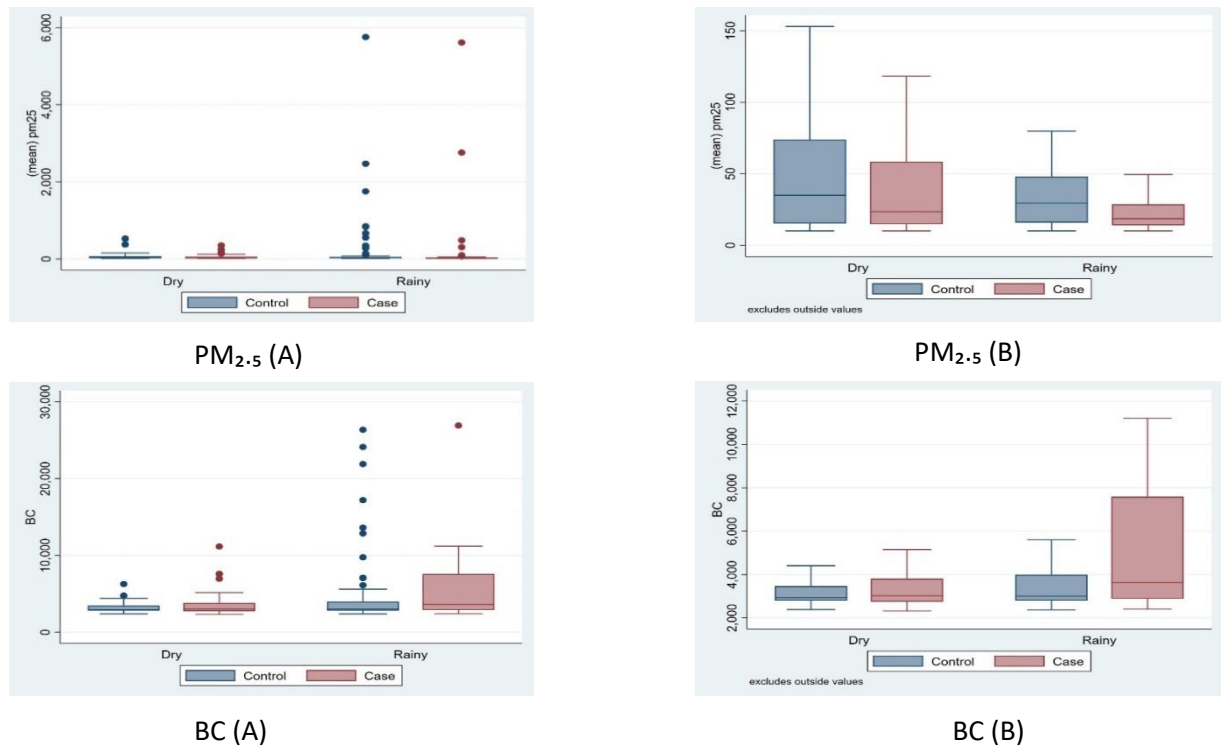 (mean) pm25
6,000
4,000
2,000
0
Dry Rainy
Control Case
PM₂.₅ (A)
(mean) pm25
150
100
50
0
Dry Rainy
Control Case
excludes outside values
PM₂.₅ (B)
BC
30,000
20,000
10,000
0
Dry Rainy
Control Case
BC (A)
BC
12,000
10,000
8,000
6,000
4,000
2,000
Dry Rainy
Control Case
excludes outside values
BC (B)